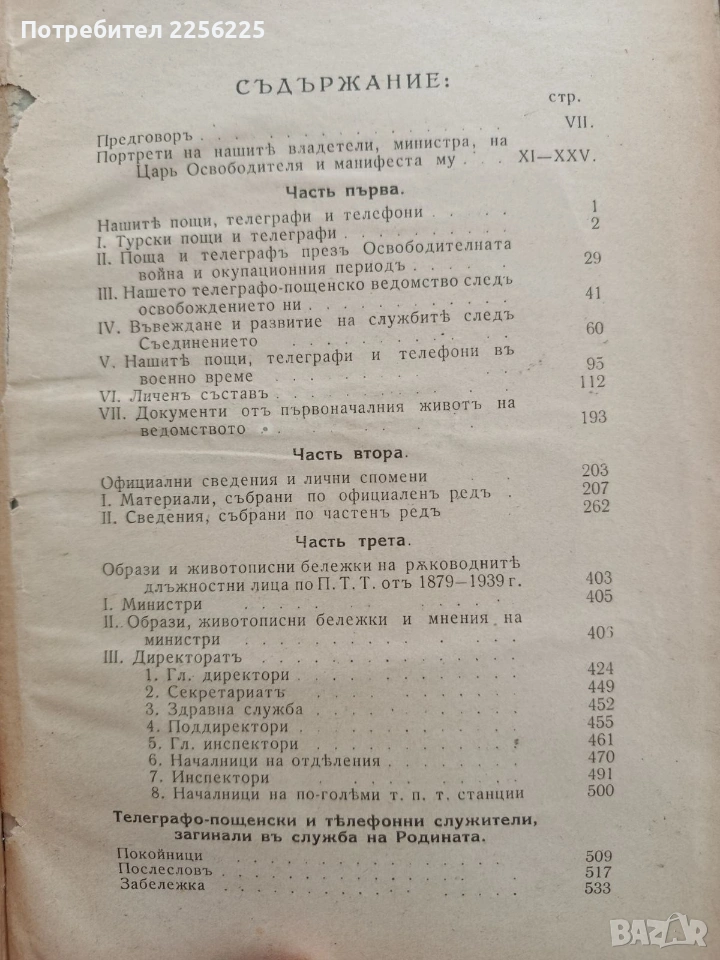 Потребител 2256225
СЪДЪРЖАНИЕ:
стр.
Предговоръ . . . VII.
Портрети на нашитѣ владетели, министра, на
Царь Освободителя и манифеста му . . . XI—XXV.
Часть първа.
Нашитѣ пощи, телеграфи и телефони . . . 1
I. Турски пощи и телеграфи . . . 2
II. Поща и телеграфъ презъ Освободителната
война и окупационния периодъ . . . 29
III. Нашето телеграфо-пощенско ведомство следъ
освобождението ни . . . 41
IV. Въвеждане и развитие на службитѣ следъ
Съединението . . . 60
V. Нашитѣ пощи, телеграфи и телефони въ
военно време . . . 95
VI. Личенъ съставъ . . . 112
VII. Документи отъ първоначалния животъ на
ведомството . . . 193
Часть втора.
Официални сведения и лични спомени . . . 203
I. Материали, събрани по официаленъ редъ . 207
II. Сведения, събрани по частенъ редъ . . 262
Часть трета.
Образи и животописни бележки на рѫководнитѣ
длъжностни лица по П. Т. Т. отъ 1879—1939 г. 403
I. Министри . . . 405
II. Образи, животописни бележки и мнения на
министри . . . 406
III. Директоратъ . . .
1. Гл. директори . . . 424
2. Секретариатъ . . . 449
3. Здравна служба . . . 452
4. Поддиректори . . . 455
5. Гл. инспектори . . . 461
6. Началници на отдѣления . . . 470
7. Инспектори . . . 491
8. Началници на по-голѣми т. п. т. станции 500
Телеграфо-пощенски и тѣлефонни служители,
загинали въ служба на Родината.
Покойници . . . 509
Послесловъ . . . 517
Забележка . . . 533
BAZAR